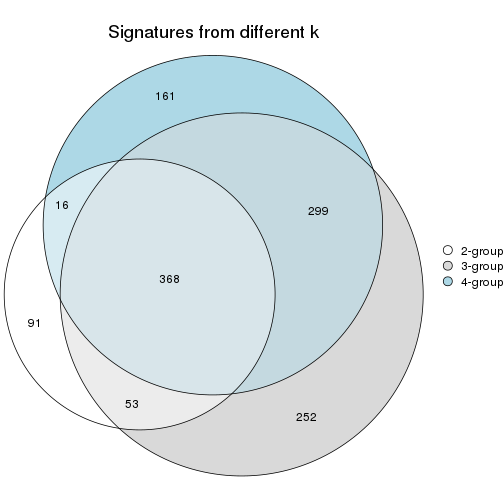 Signatures from different k
161
16
299
368
91
53
252
2-group
3-group
4-group